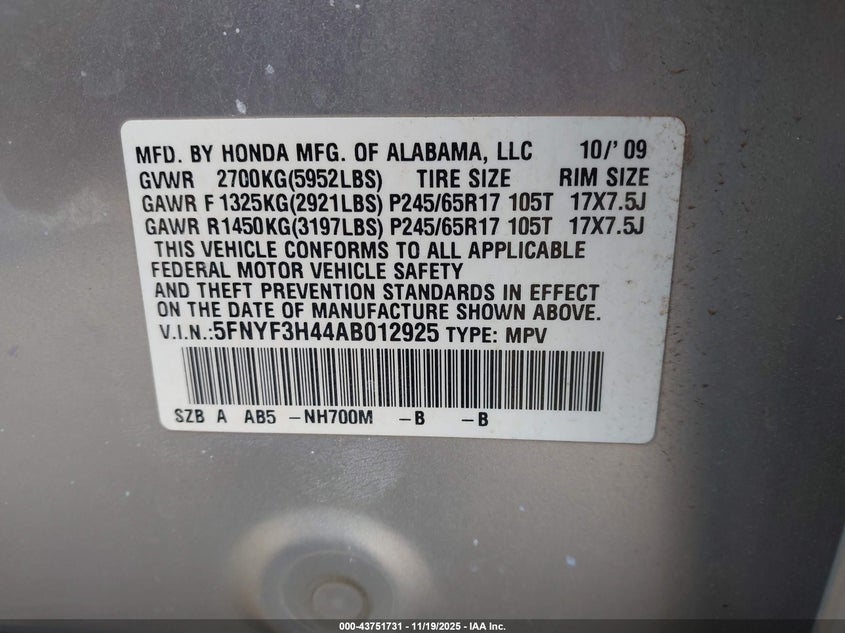 MFD. BY HONDA MFG. OF ALABAMA, LLC 10/'09
GVWR 2700KG(5952LBS) TIRE SIZE RIM SIZE
GAWR F 1325KG(2921LBS) P245/65R17 105T 17X7.5J
GAWR R1450KG(3197LBS) P245/65R17 105T 17X7.5J
THIS VEHICLE CONFORMS TO ALL APPLICABLE
FEDERAL MOTOR VEHICLE SAFETY
AND THEFT PREVENTION STANDARDS IN EFFECT
ON THE DATE OF MANUFACTURE SHOWN ABOVE.
V.I.N.:5FNYF3H44AB012925 TYPE: MPV
SZB A AB5 -NH700M -B -B
000-43751731 - 11/19/2025 - IAA Inc.